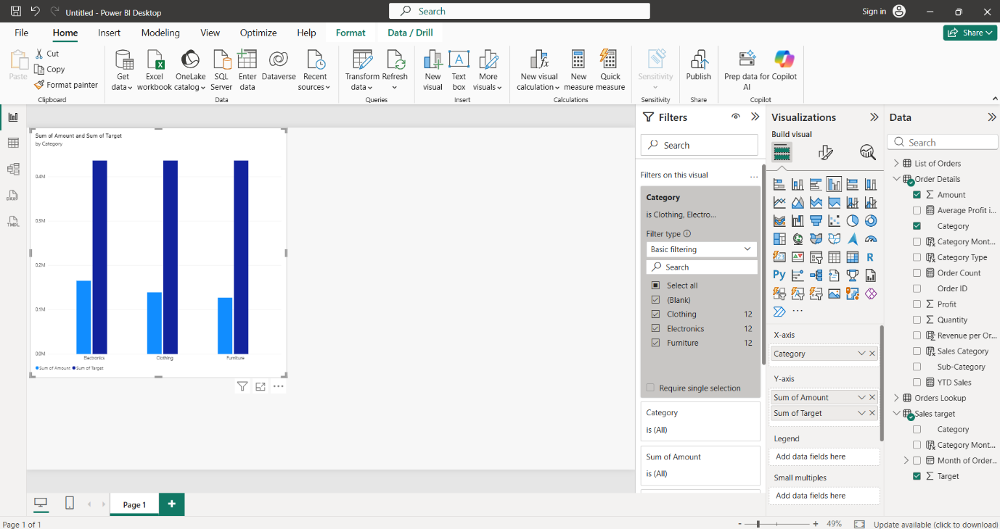 Untitled - Power BI Desktop
Search
Sign in
File
Home
Insert
Modeling
View
Optimize
Help
Format
Data / Drill
Share
Paste
Cut
Copy
Format painter
Clipboard
Get
data
Excel
workbook
OneLake
catalog
SQL
Server
Enter
data
Dataverse
Recent
sources
Data
Transform
data
Refresh
Queries
New
visual
Text
box
More
visuals
Insert
New visual
calculation
New
measure
Quick
measure
Calculations
Sensitivity
Sensitivity
Publish
Share
Prep data for
AI
Copilot
Copilot
DAX
TMDL
Sum of Amount and Sum of Target
by Category
0.4M
0.3M
0.2M
0.1M
0.0M
Electronics
Clothing
Furniture
Sum of Amount
Sum of Target
Filters
Search
Filters on this visual
Category
is Clothing, Electro...
Filter type
Basic filtering
Search
Select all
(Blank)
Clothing 12
Electronics 12
Furniture 12
Require single selection
Category
is (All)
Sum of Amount
is (All)
Visualizations
Build visual
123
R
Py
X-axis
Category
Y-axis
Sum of Amount
Sum of Target
Legend
Add data fields here
Small multiples
Add data fields here
Data
Search
List of Orders
Order Details
Amount
Average Profit i...
Category
Category Mont...
Category Type
Order Count
Order ID
Profit
Quantity
Revenue per Or...
Sales Category
Sub-Category
YTD Sales
Orders Lookup
Sales target
Category
Category Mont...
Month of Order...
Target
Page 1
Page 1 of 1
- + 49%
Update available (click to download)